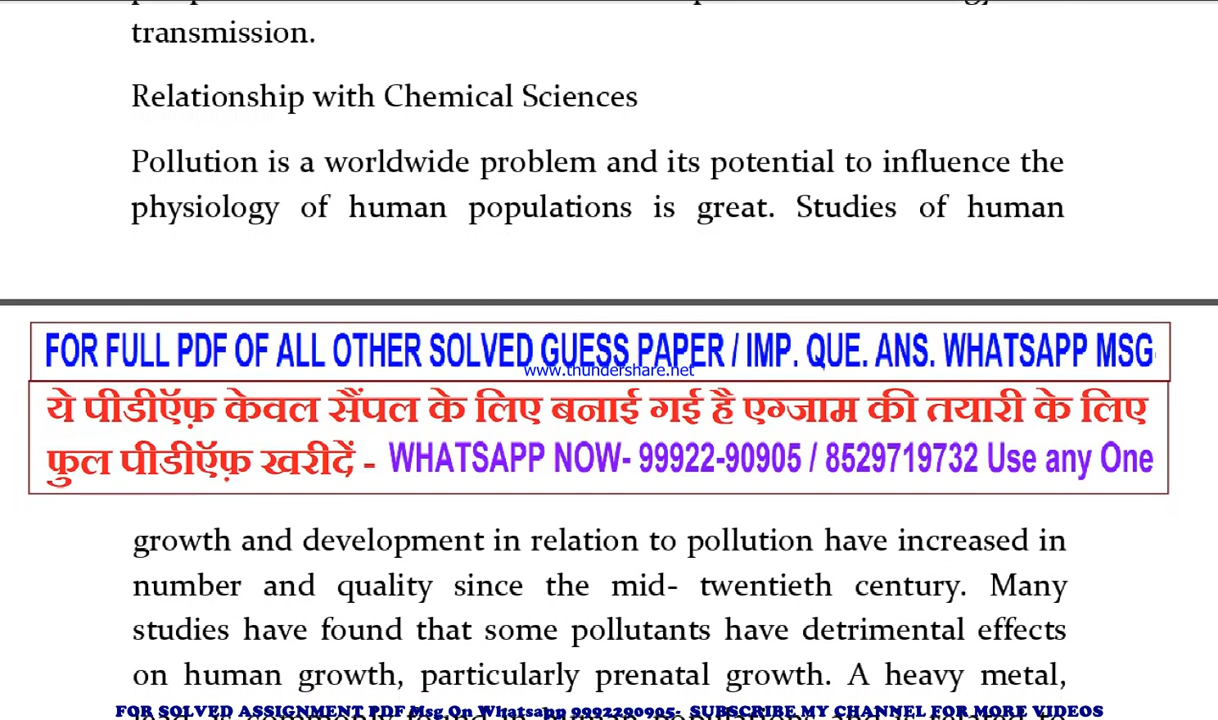 transmission.
Relationship with Chemical Sciences
Pollution is a worldwide problem and its potential to influence the
physiology of human populations is great. Studies of human
FOR FULL PDF OF ALL OTHER SOLVED GUESS PAPER / IMP. QUE. ANS. WHATSAPP MSG
www.thundershare.net
ये पीडीऍफ़ केवल सैंपल के लिए बनाई गई है एग्जाम की तयारी के लिए
फुल पीडीऍफ़ खरीदें - WHATSAPP NOW- 99922-90905 / 8529719732 Use any One
growth and development in relation to pollution have increased in
number and quality since the mid- twentieth century. Many
studies have found that some pollutants have detrimental effects
on human growth, particularly prenatal growth. A heavy metal,
FOR SOLVED ASSIGNMENT PDF Msg On Whatsapp 9992290905- SUBSCRIBE MY CHANNEL FOR MORE VIDEOS